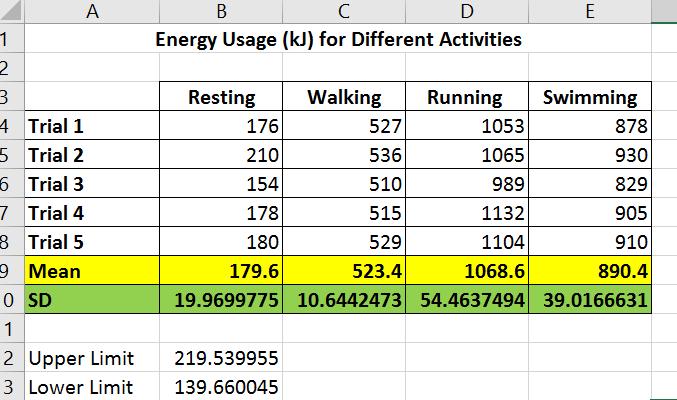 A B C D E
1 Energy Usage (kJ) for Different Activities
2
3 Resting Walking Running Swimming
4 Trial 1 176 527 1053 878
5 Trial 2 210 536 1065 930
6 Trial 3 154 510 989 829
7 Trial 4 178 515 1132 905
8 Trial 5 180 529 1104 910
9 Mean 179.6 523.4 1068.6 890.4
0 SD 19.9699775 10.6442473 54.4637494 39.0166631
1
2 Upper Limit 219.539955
3 Lower Limit 139.660045